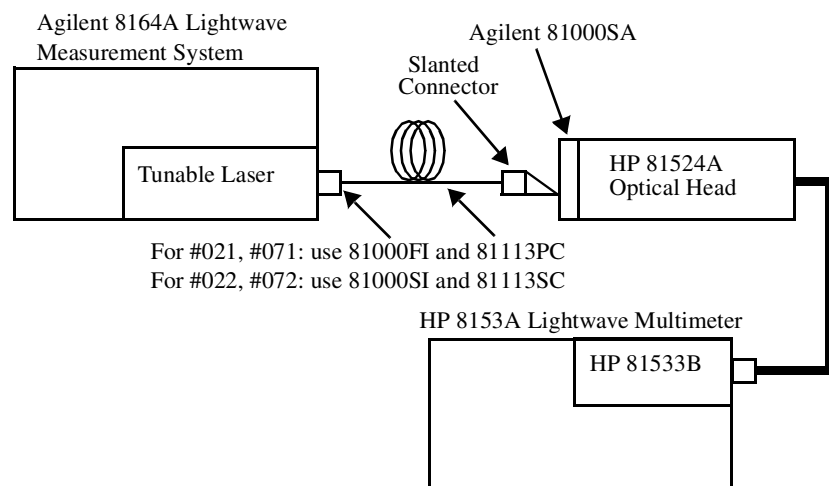 Agilent 8164A Lightwave
Measurement System
Agilent 81000SA
Slanted
Connector
Tunable Laser
HP 81524A
Optical Head
For #021, #071: use 81000FI and 81113PC
For #022, #072: use 81000SI and 81113SC
HP 8153A Lightwave Multimeter
HP 81533B